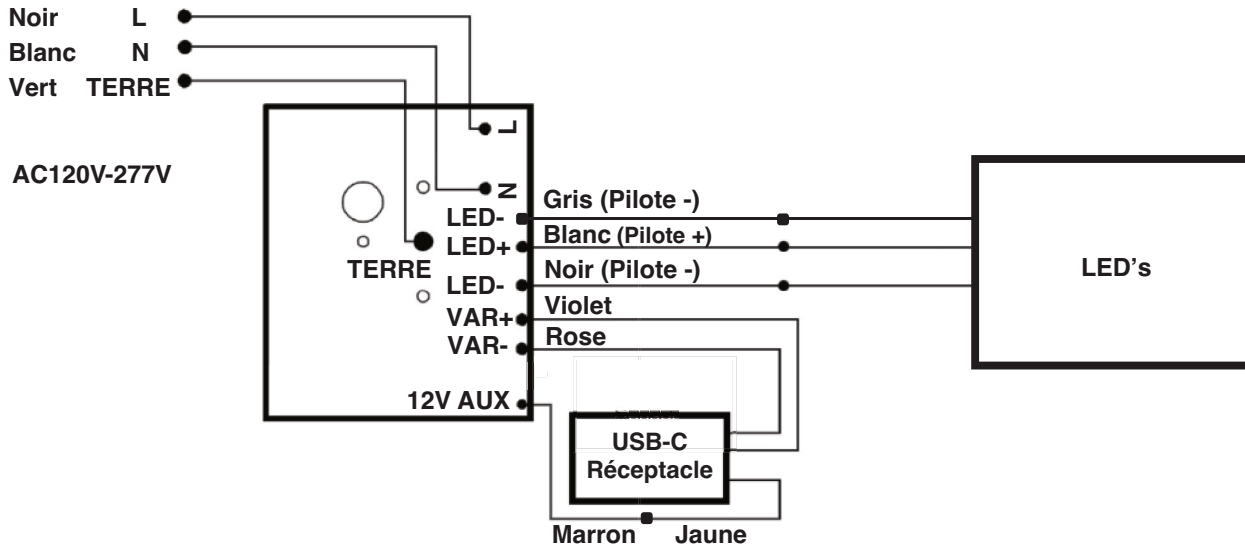 Noir L
Blanc N
Vert TERRE
AC120V-277V
L
N
LED-
LED+
TERRE
LED-
VAR+
VAR-
12V AUX
Gris (Pilote -)
Blanc (Pilote +)
Noir (Pilote -)
Violet
Rose
LED’s
USB-C
Réceptacle
Marron Jaune